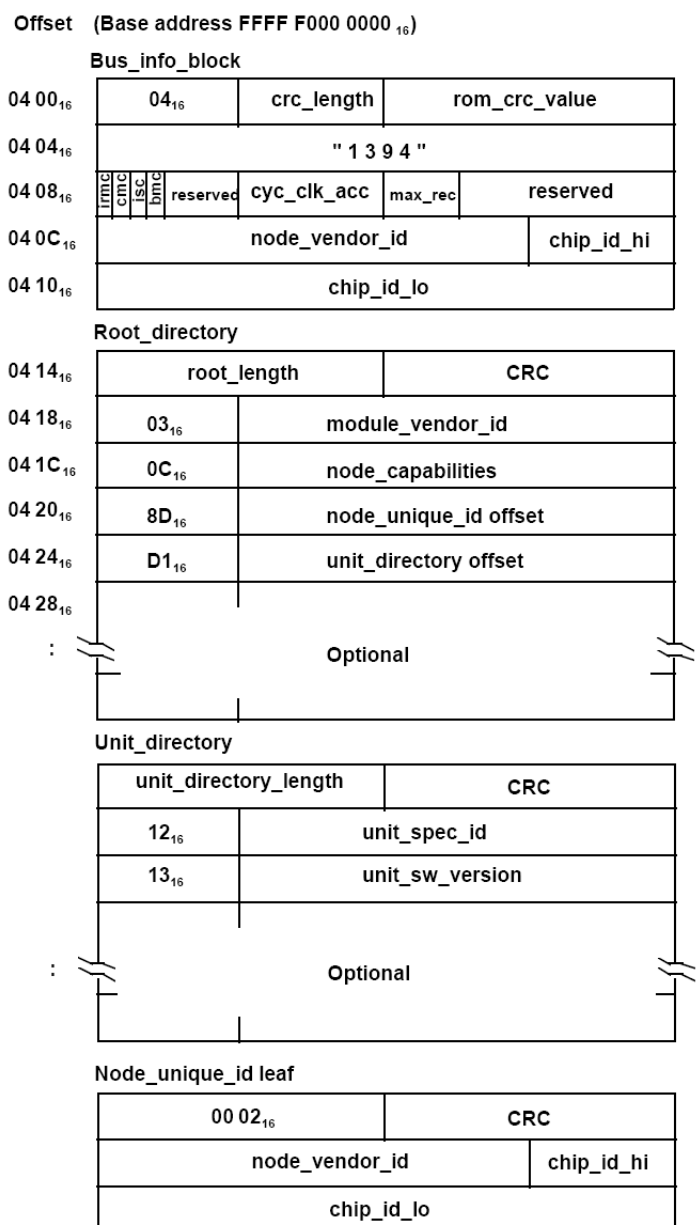 Offset (Base address FFFF F000 0000 16)
Bus_info_block
04 00 16 04 16 crc_length rom_crc_value
04 04 16 " 1 3 9 4 "
04 08 16 irmc cmc isc bmc reserved cyc_clk_acc max_rec reserved
04 0C 16 node_vendor_id chip_id_hi
04 10 16 chip_id_lo
Root_directory
04 14 16 root_length CRC
04 18 16 03 16 module_vendor_id
04 1C 16 0C 16 node_capabilities
04 20 16 8D 16 node_unique_id offset
04 24 16 D1 16 unit_directory offset
04 28 16
: Optional
Unit_directory
unit_directory_length CRC
12 16 unit_spec_id
13 16 unit_sw_version
: Optional
Node_unique_id leaf
00 02 16 CRC
node_vendor_id chip_id_hi
chip_id_lo